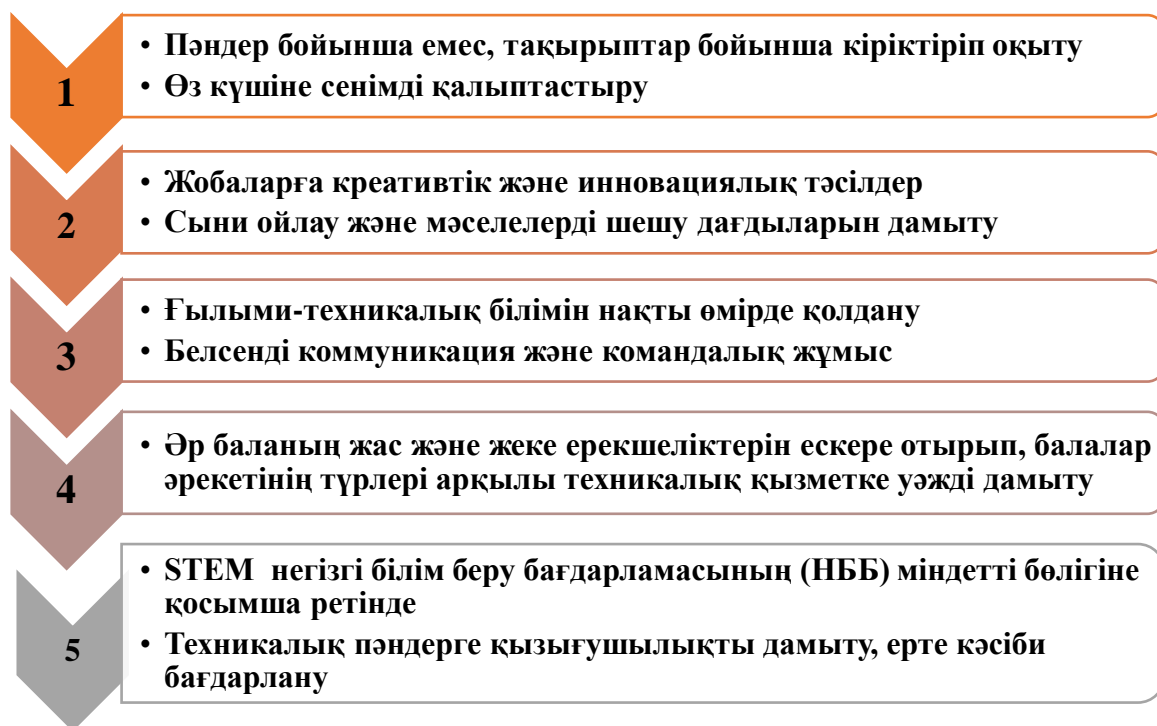 1
• Пәндер бойынша емес, тақырыптар бойынша кіріктіріп оқыту
• Өз күшіне сенімді қалыптастыру
2
• Жобаларға креативтік және инновациялық тәсілдер
• Сыни ойлау және мәселелерді шешу дағдыларын дамыту
3
• Ғылыми-техникалық білімін нақты өмірде қолдану
• Белсенді коммуникация және командалық жұмыс
4
• Әр баланың жас және жеке ерекшеліктерін ескере отырып, балалар
әрекетінің түрлері арқылы техникалық қызметке уәжді дамыту
5
• STEM негізгі білім беру бағдарламасының (НББ) міндетті бөлігіне
қосымша ретінде
• Техникалық пәндерге қызығушылықты дамыту, ерте кәсіби
бағдарлану